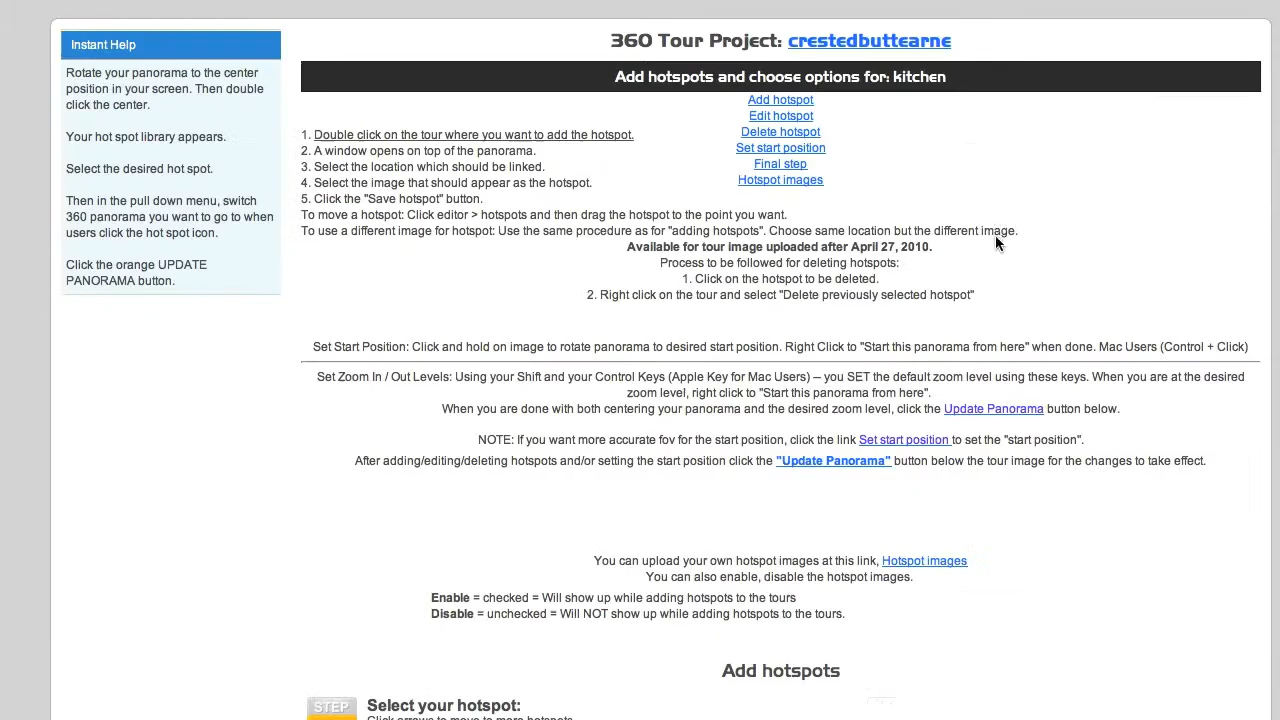 Instant Help
Rotate your panorama to the center
position in your screen. Then double
click the center.
Your hot spot library appears.
Select the desired hot spot.
Then in the pull down menu, switch
360 panorama you want to go to when
users click the hot spot icon.
Click the orange UPDATE
PANORAMA button.
360 Tour Project: crestedbuttearne
Add hotspots and choose options for: kitchen
Add hotspot
Edit hotspot
Delete hotspot
Set start position
Final step
Hotspot images
1. Double click on the tour where you want to add the hotspot.
2. A window opens on top of the panorama.
3. Select the location which should be linked.
4. Select the image that should appear as the hotspot.
5. Click the "Save hotspot" button.
To move a hotspot: Click editor > hotspots and then drag the hotspot to the point you want.
To use a different image for hotspot: Use the same procedure as for "adding hotspots". Choose same location but the different image.
Available for tour image uploaded after April 27, 2010.
Process to be followed for deleting hotspots:
1. Click on the hotspot to be deleted.
2. Right click on the tour and select "Delete previously selected hotspot"
Set Start Position: Click and hold on image to rotate panorama to desired start position. Right Click to "Start this panorama from here" when done. Mac Users (Control + Click)
Set Zoom In / Out Levels: Using your Shift and your Control Keys (Apple Key for Mac Users) -- you SET the default zoom level using these keys. When you are at the desired
zoom level, right click to "Start this panorama from here".
When you are done with both centering your panorama and the desired zoom level, click the Update Panorama button below.
NOTE: If you want more accurate fov for the start position, click the link Set start position to set the "start position".
After adding/editing/deleting hotspots and/or setting the start position click the "Update Panorama" button below the tour image for the changes to take effect.
You can upload your own hotspot images at this link, Hotspot images
You can also enable, disable the hotspot images.
Enable = checked = Will show up while adding hotspots to the tours
Disable = unchecked = Will NOT show up while adding hotspots to the tours.
Add hotspots
STEP
Select your hotspot:
Click arrows to move to more hotspots